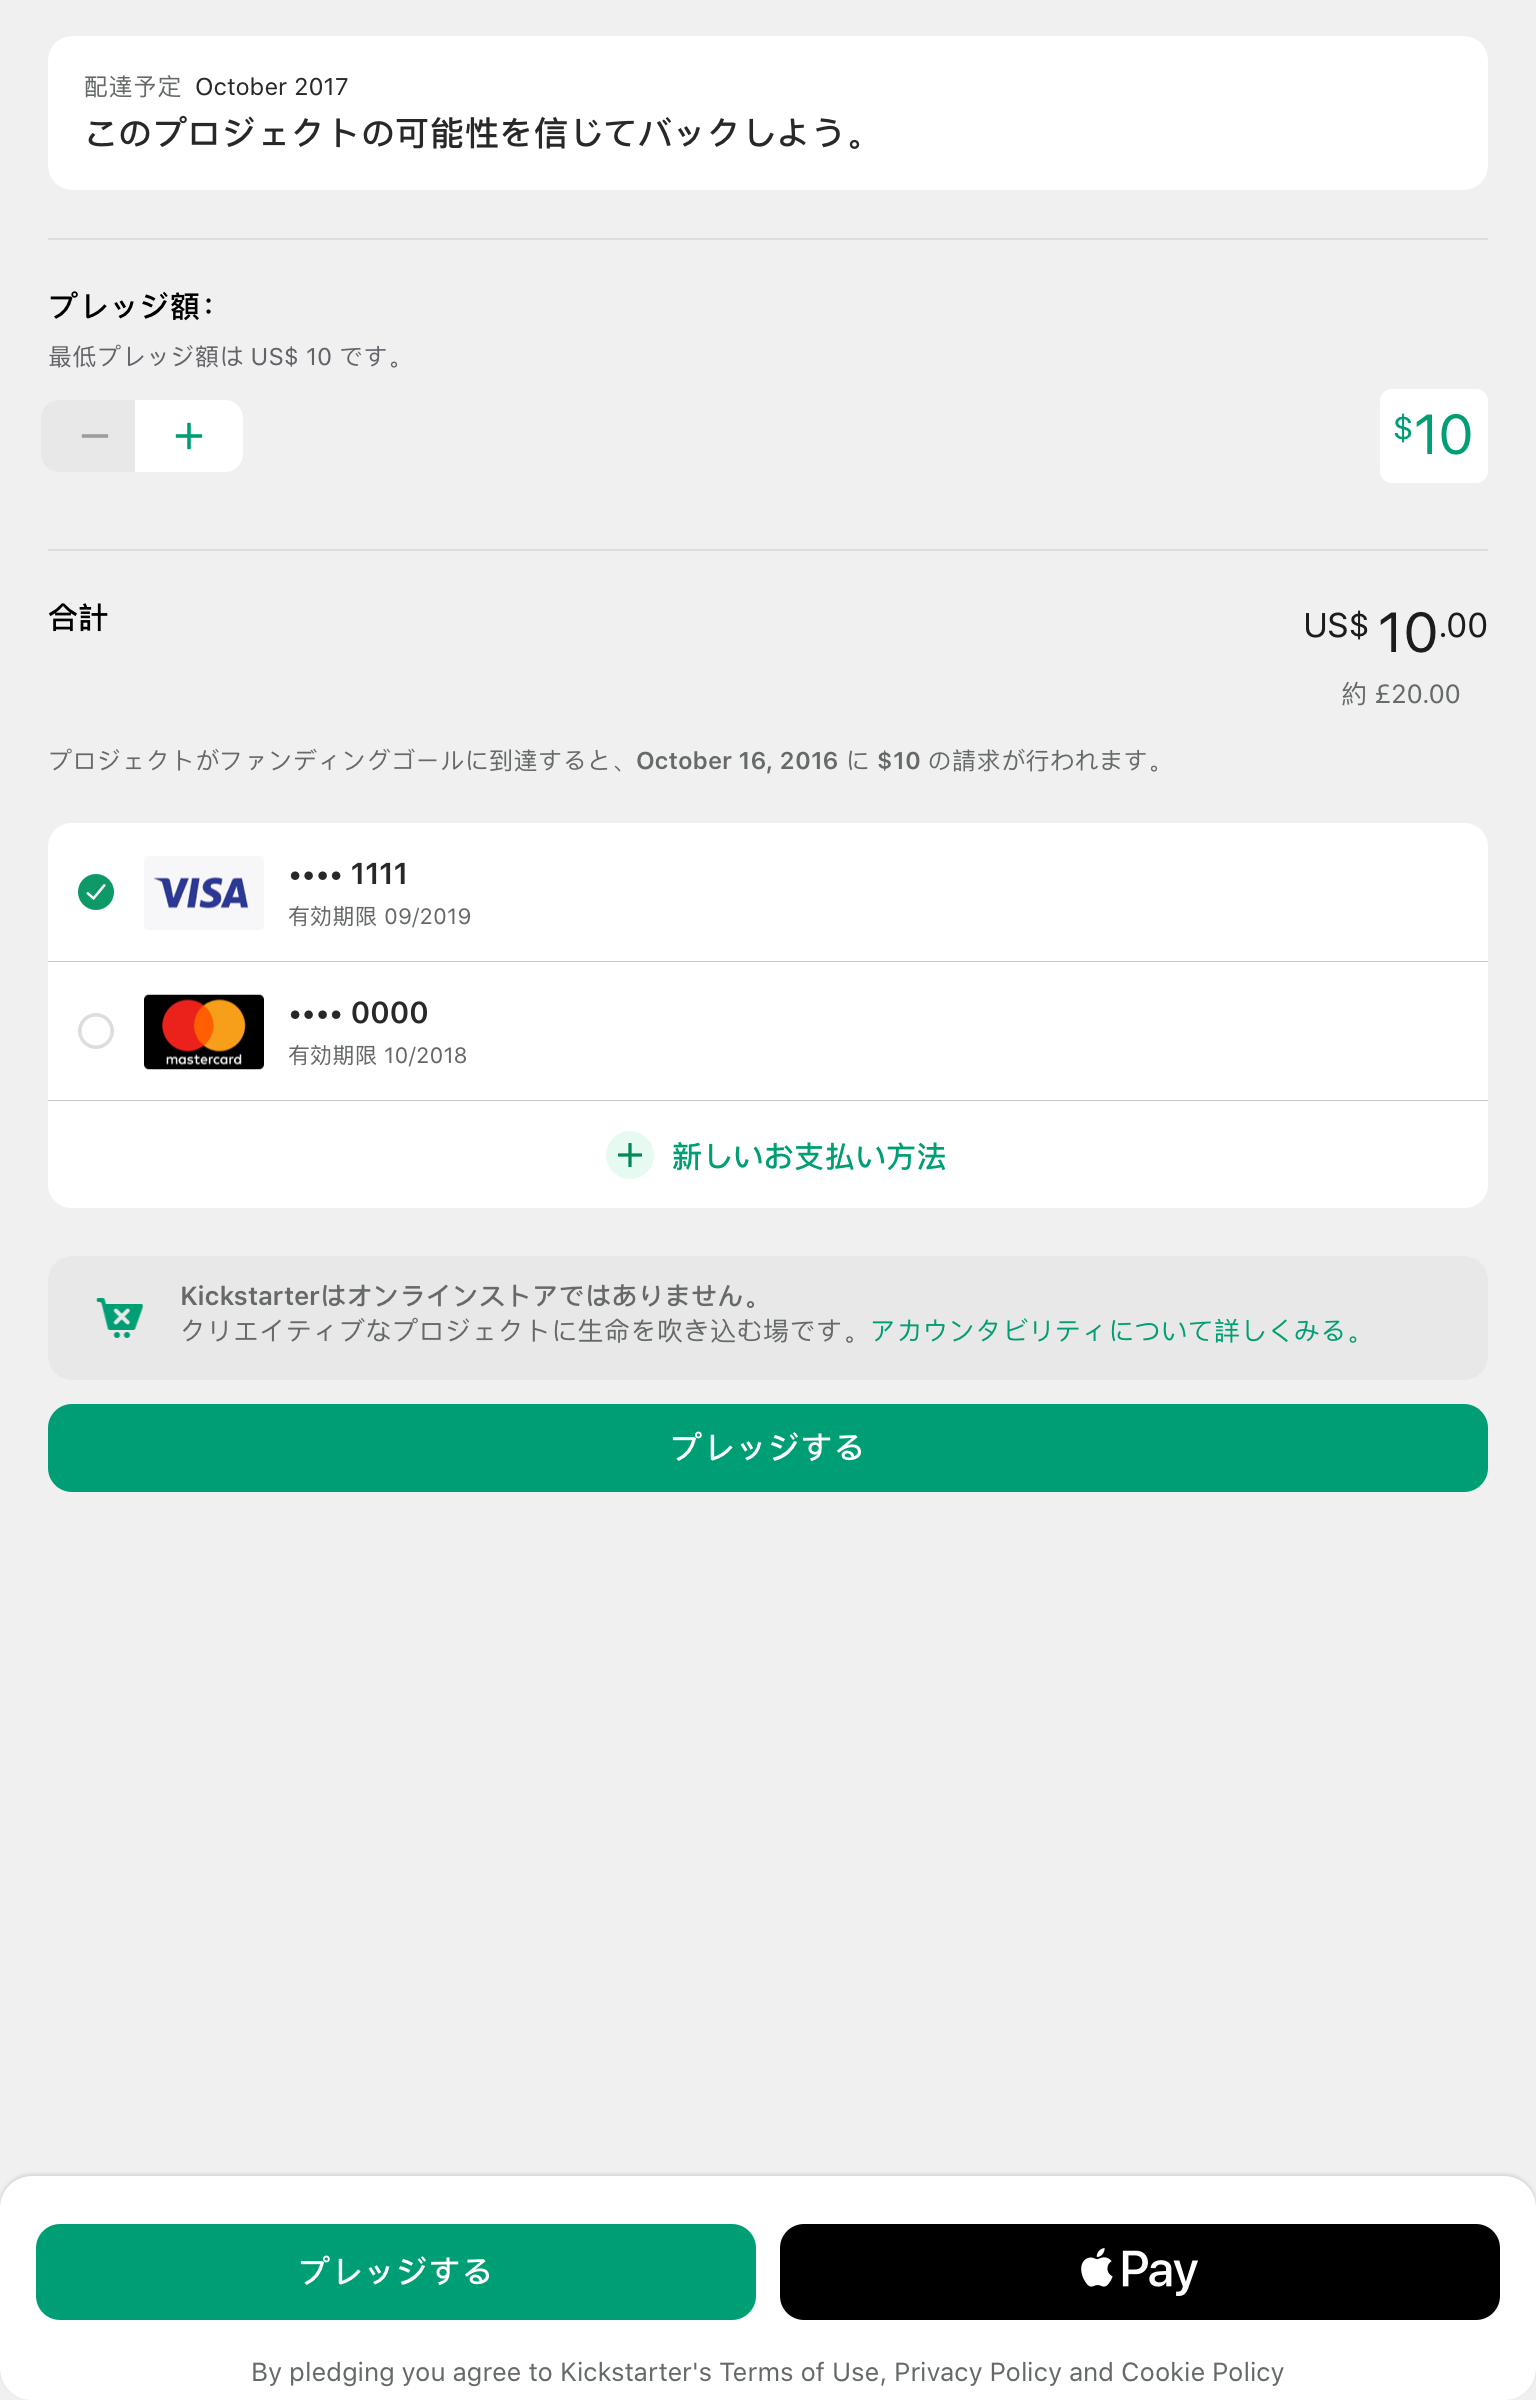 配達予定 October 2017
このプロジェクトの可能性を信じてバックしよう。
プレッジ額：
最低プレッジ額は US$ 10 です。
$10
合計
US$ 10.00
約 £20.00
プロジェクトがファンディングゴールに到達すると、October 16, 2016 に $10 の請求が行われます。
VISA
•••• 1111
有効期限 09/2019
mastercard
•••• 0000
有効期限 10/2018
新しいお支払い方法
Kickstarterはオンラインストアではありません。
クリエイティブなプロジェクトに生命を吹き込む場です。アカウンタビリティについて詳しくみる。
プレッジする
プレッジする
Pay
By pledging you agree to Kickstarter's Terms of Use, Privacy Policy and Cookie Policy